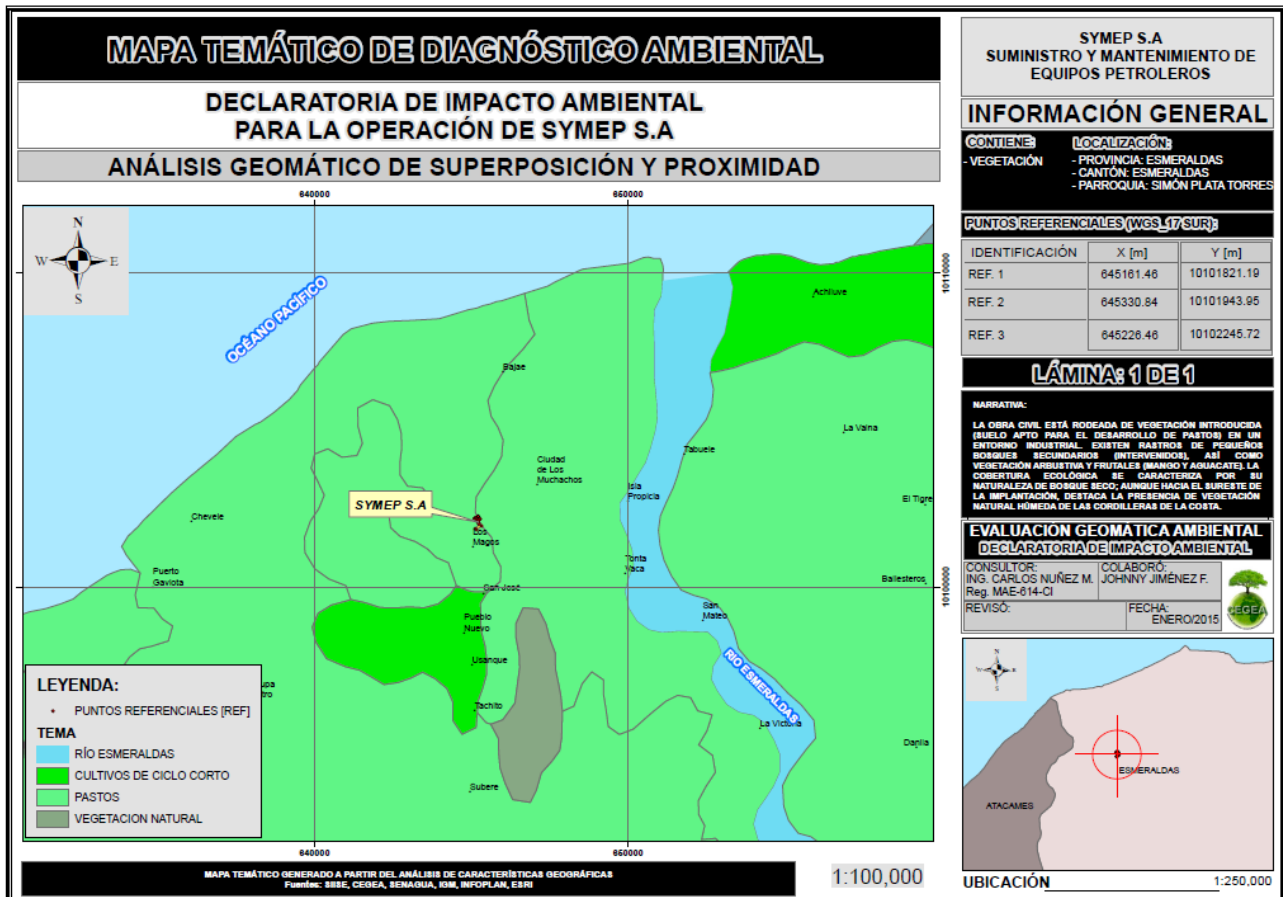 MAPA TEMÁTICO DE DIAGNÓSTICO AMBIENTAL
DECLARATORIA DE IMPACTO AMBIENTAL
PARA LA OPERACIÓN DE SYMEP S.A
ANÁLISIS GEOMÁTICO DE SUPERPOSICIÓN Y PROXIMIDAD
640000
650000
N
W
E
S
OCÉANO PACÍFICO
10110000
Achiluve
Bajae
La Vaina
Tabuele
Ciudad
de Los
Muchachos
Isla
Propicia
El Tigre
SYMEP S.A
Chevele
Los
Magos
Tonta
Vaca
Puerto
Gaviota
San José
Ballesteros
10100000
Pueblo
Nuevo
San
Mateo
Usanque
RÍO ESMERALDAS
upa
tro
Tachito
La Victoria
Danila
Subere
LEYENDA:
PUNTOS REFERENCIALES [REF]
TEMA
RÍO ESMERALDAS
CULTIVOS DE CICLO CORTO
PASTOS
VEGETACION NATURAL
640000
650000
MAPA TEMÁTICO GENERADO A PARTIR DEL ANÁLISIS DE CARACTERÍSTICAS GEOGRÁFICAS
Fuentes: SIISE, CEGEA, SENAGUA, IGM, INFOPLAN, ESRI
1:100,000
SYMEP S.A
SUMINISTRO Y MANTENIMIENTO DE
EQUIPOS PETROLEROS
INFORMACIÓN GENERAL
CONTIENE:
- VEGETACIÓN
LOCALIZACIÓN:
- PROVINCIA: ESMERALDAS
- CANTÓN: ESMERALDAS
- PARROQUIA: SIMÓN PLATA TORRES
PUNTOS REFERENCIALES (WGS_17 SUR):
IDENTIFICACIÓN X [m] Y [m]
REF. 1 645161.46 10101821.19
REF. 2 645330.84 10101943.95
REF. 3 645226.46 10102245.72
LÁMINA: 1 DE 1
NARRATIVA:
LA OBRA CIVIL ESTÁ RODEADA DE VEGETACIÓN INTRODUCIDA
(SUELO APTO PARA EL DESARROLLO DE PASTOS) EN UN
ENTORNO INDUSTRIAL. EXISTEN RASTROS DE PEQUEÑOS
BOSQUES SECUNDARIOS (INTERVENIDOS), ASÍ COMO
VEGETACIÓN ARBUSTIVA Y FRUTALES (MANGO Y AGUACATE). LA
COBERTURA ECOLÓGICA SE CARACTERIZA POR SU
NATURALEZA DE BOSQUE SECO; AUNQUE HACIA EL SURESTE DE
LA IMPLANTACIÓN, DESTACA LA PRESENCIA DE VEGETACIÓN
NATURAL HÚMEDA DE LAS CORDILLERAS DE LA COSTA.
EVALUACIÓN GEOMÁTICA AMBIENTAL
DECLARATORIA DE IMPACTO AMBIENTAL
CONSULTOR:
ING. CARLOS NUÑEZ M.
Reg. MAE-614-CI
COLABORÓ:
JOHNNY JIMÉNEZ F.
REVISÓ:
FECHA:
ENERO/2015
CEGEA
N
W
E
S
ESMERALDAS
ATACAMES
UBICACIÓN
1:250,000